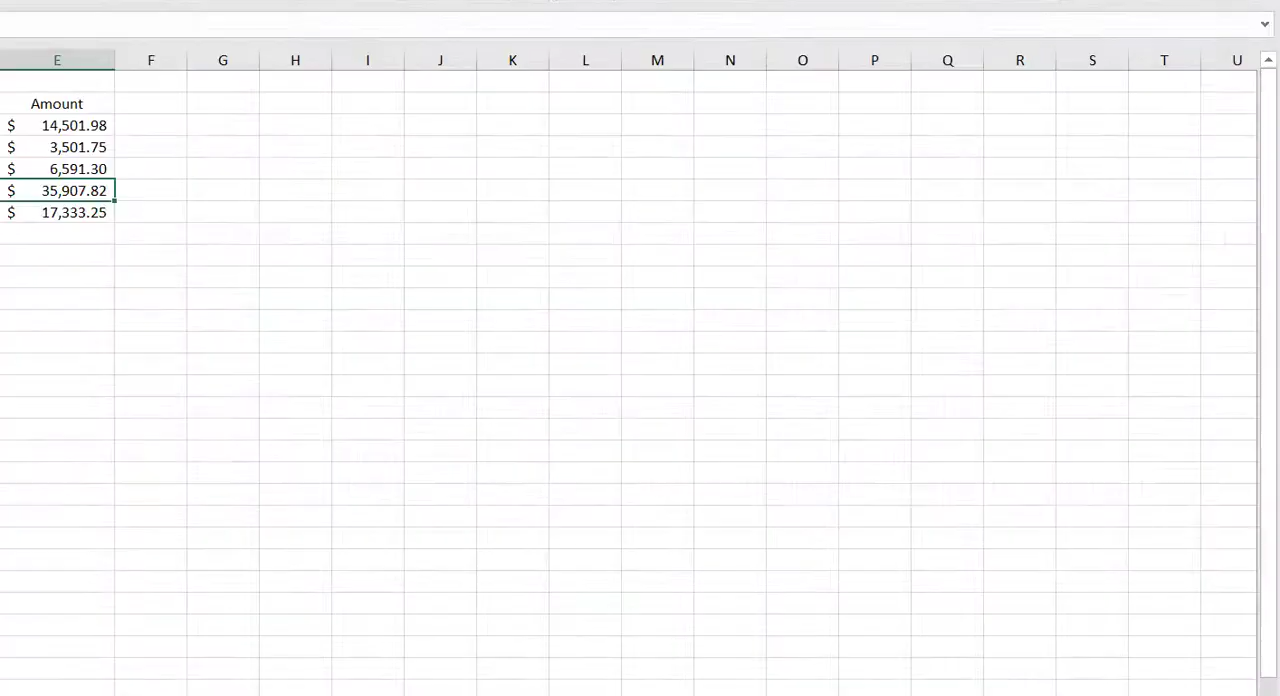 E F G H I J K L M N O P Q R S T U
Amount
$ 14,501.98
$ 3,501.75
$ 6,591.30
$ 35,907.82
$ 17,333.25